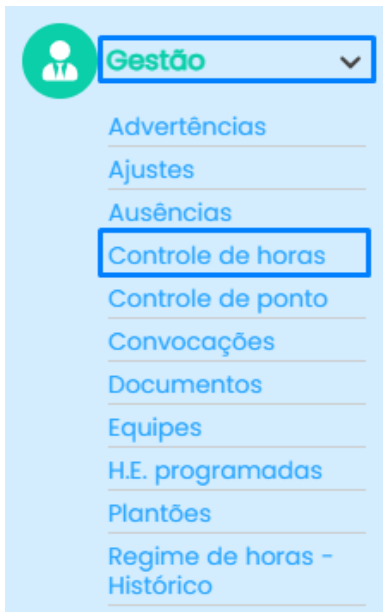 Gestão
Advertências
Ajustes
Ausências
Controle de horas
Controle de ponto
Convocações
Documentos
Equipes
H.E. programadas
Plantões
Regime de horas -
Histórico